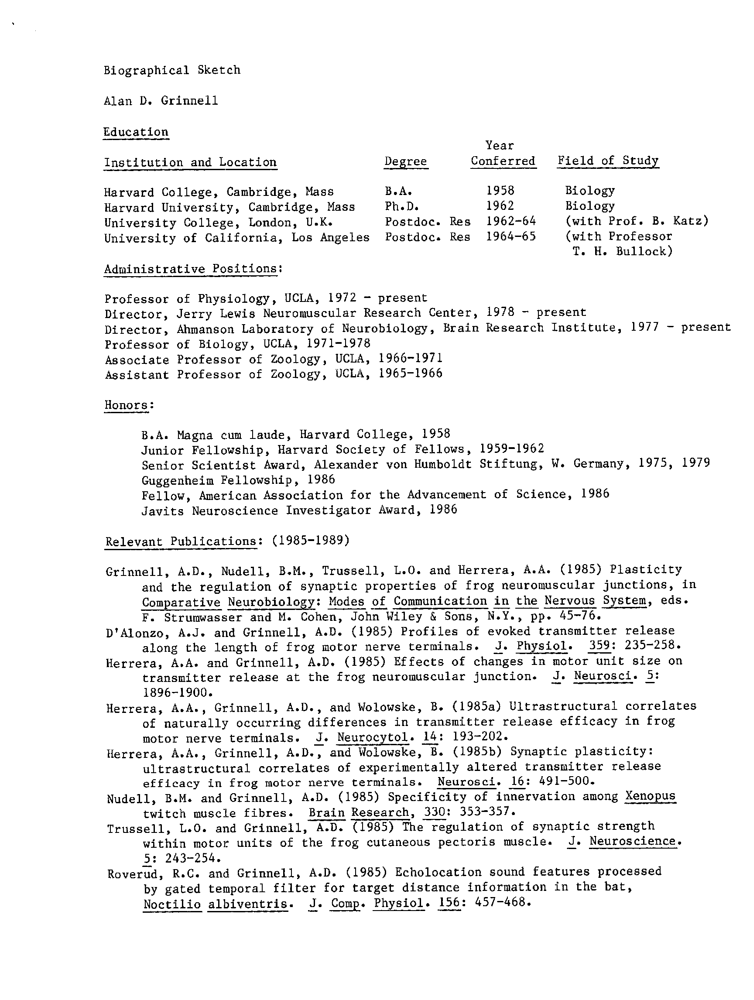 Biographical Sketch
Alan D. Grinnell
Education
Year
Institution and Location Degree Conferred Field of Study
Harvard College, Cambridge, Mass B.A. 1958 Biology
Harvard University, Cambridge, Mass Ph.D. 1962 Biology
University College, London, U.K. Postdoc. Res 1962-64 (with Prof. B. Katz)
University of California, Los Angeles Postdoc. Res 1964-65 (with Professor
T. H. Bullock)
Administrative Positions:
Professor of Physiology, UCLA, 1972 - present
Director, Jerry Lewis Neuromuscular Research Center, 1978 - present
Director, Ahmanson Laboratory of Neurobiology, Brain Research Institute, 1977 - present
Professor of Biology, UCLA, 1971-1978
Associate Professor of Zoology, UCLA, 1966-1971
Assistant Professor of Zoology, UCLA, 1965-1966
Honors:
B.A. Magna cum laude, Harvard College, 1958
Junior Fellowship, Harvard Society of Fellows, 1959-1962
Senior Scientist Award, Alexander von Humboldt Stiftung, W. Germany, 1975, 1979
Guggenheim Fellowship, 1986
Fellow, American Association for the Advancement of Science, 1986
Javits Neuroscience Investigator Award, 1986
Relevant Publications: (1985-1989)
Grinnell, A.D., Nudell, B.M., Trussell, L.O. and Herrera, A.A. (1985) Plasticity
and the regulation of synaptic properties of frog neuromuscular junctions, in
Comparative Neurobiology: Modes of Communication in the Nervous System, eds.
F. Strumwasser and M. Cohen, John Wiley & Sons, N.Y., pp. 45-76.
D'Alonzo, A.J. and Grinnell, A.D. (1985) Profiles of evoked transmitter release
along the length of frog motor nerve terminals. J. Physiol. 359: 235-258.
Herrera, A.A. and Grinnell, A.D. (1985) Effects of changes in motor unit size on
transmitter release at the frog neuromuscular junction. J. Neurosci. 5:
1896-1900.
Herrera, A.A., Grinnell, A.D., and Wolowske, B. (1985a) Ultrastructural correlates
of naturally occurring differences in transmitter release efficacy in frog
motor nerve terminals. J. Neurocytol. 14: 193-202.
Herrera, A.A., Grinnell, A.D., and Wolowske, B. (1985b) Synaptic plasticity:
ultrastructural correlates of experimentally altered transmitter release
efficacy in frog motor nerve terminals. Neurosci. 16: 491-500.
Nudell, B.M. and Grinnell, A.D. (1985) Specificity of innervation among Xenopus
twitch muscle fibres. Brain Research, 330: 353-357.
Trussell, L.O. and Grinnell, A.D. (1985) The regulation of synaptic strength
within motor units of the frog cutaneous pectoris muscle. J. Neuroscience.
5: 243-254.
Roverud, R.C. and Grinnell, A.D. (1985) Echolocation sound features processed
by gated temporal filter for target distance information in the bat,
Noctilio albiventris. J. Comp. Physiol. 156: 457-468.